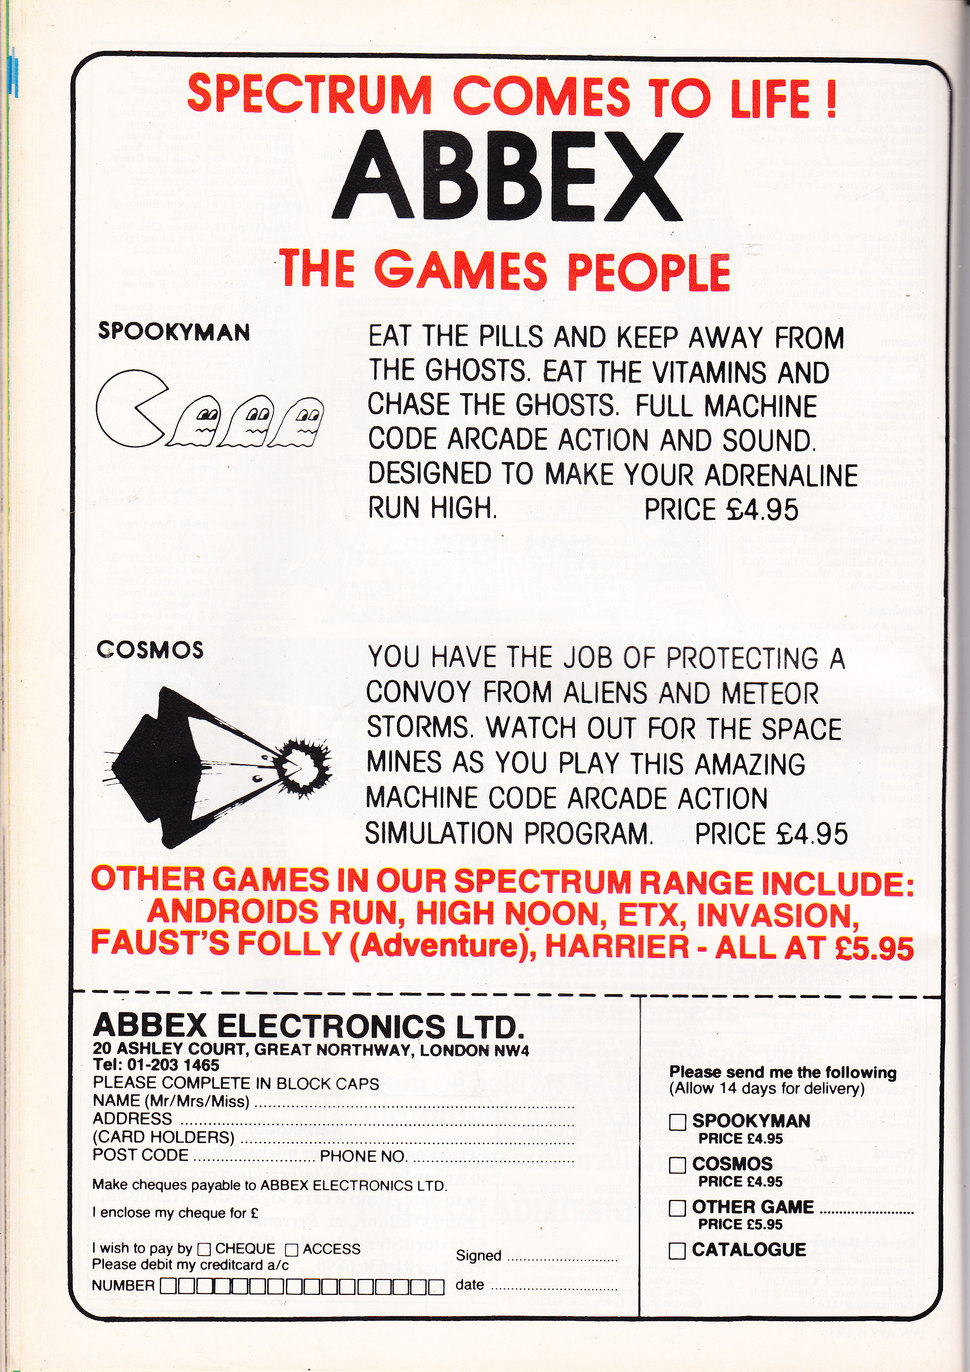 SPECTRUM COMES TO LIFE !
ABBEX
THE GAMES PEOPLE
SPOOKYMAN
EAT THE PILLS AND KEEP AWAY FROM
THE GHOSTS. EAT THE VITAMINS AND
CHASE THE GHOSTS. FULL MACHINE
CODE ARCADE ACTION AND SOUND.
DESIGNED TO MAKE YOUR ADRENALINE
RUN HIGH. PRICE £4.95
COSMOS
YOU HAVE THE JOB OF PROTECTING A
CONVOY FROM ALIENS AND METEOR
STORMS. WATCH OUT FOR THE SPACE
MINES AS YOU PLAY THIS AMAZING
MACHINE CODE ARCADE ACTION
SIMULATION PROGRAM. PRICE £4.95
OTHER GAMES IN OUR SPECTRUM RANGE INCLUDE:
ANDROIDS RUN, HIGH NOON, ETX, INVASION,
FAUST'S FOLLY (Adventure), HARRIER - ALL AT £5.95
ABBEX ELECTRONICS LTD.
20 ASHLEY COURT, GREAT NORTHWAY, LONDON NW4
Tel: 01-203 1465
PLEASE COMPLETE IN BLOCK CAPS
NAME (Mr/Mrs/Miss)
ADDRESS
(CARD HOLDERS)
POST CODE PHONE NO.
Make cheques payable to ABBEX ELECTRONICS LTD.
I enclose my cheque for £
I wish to pay by CHEQUE ACCESS
Please debit my creditcard a/c
Signed
NUMBER date
Please send me the following
(Allow 14 days for delivery)
SPOOKYMAN
PRICE £4.95
COSMOS
PRICE £4.95
OTHER GAME
PRICE £5.95
CATALOGUE